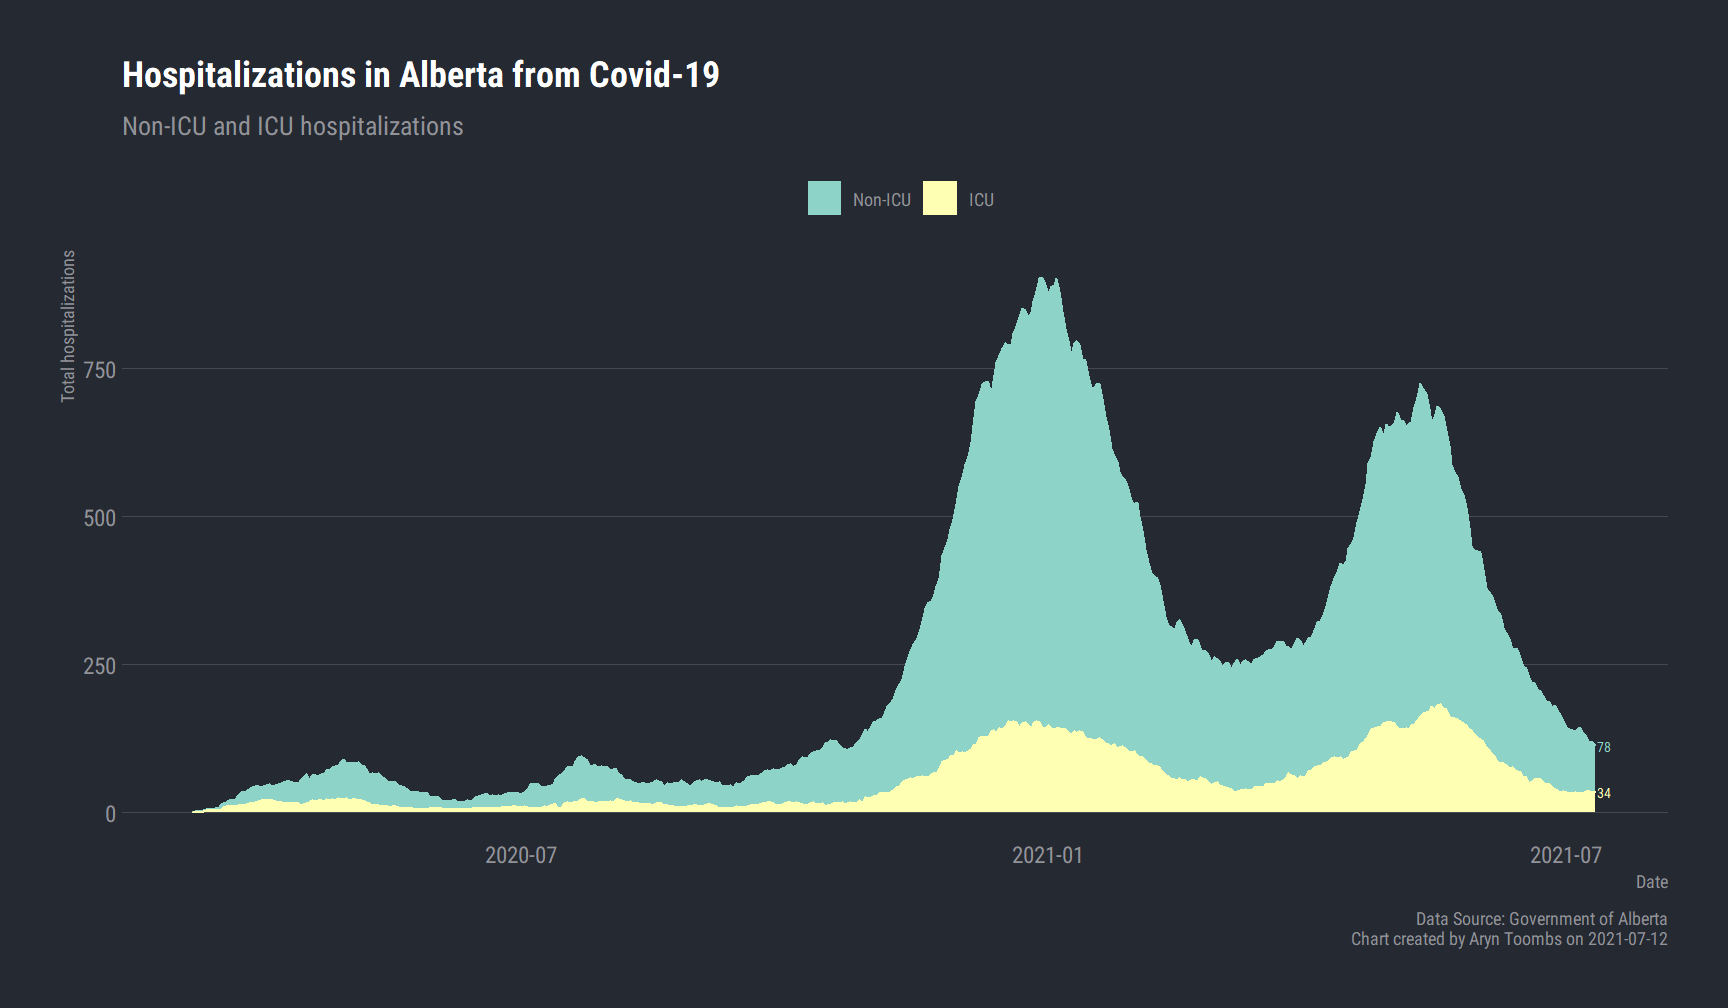 Hospitalizations in Alberta from Covid-19
Non-ICU and ICU hospitalizations
Non-ICU ICU
Total hospitalizations
750
500
250
0
78
34
2020-07 2021-01 2021-07
Date
Data Source: Government of Alberta
Chart created by Aryn Toombs on 2021-07-12